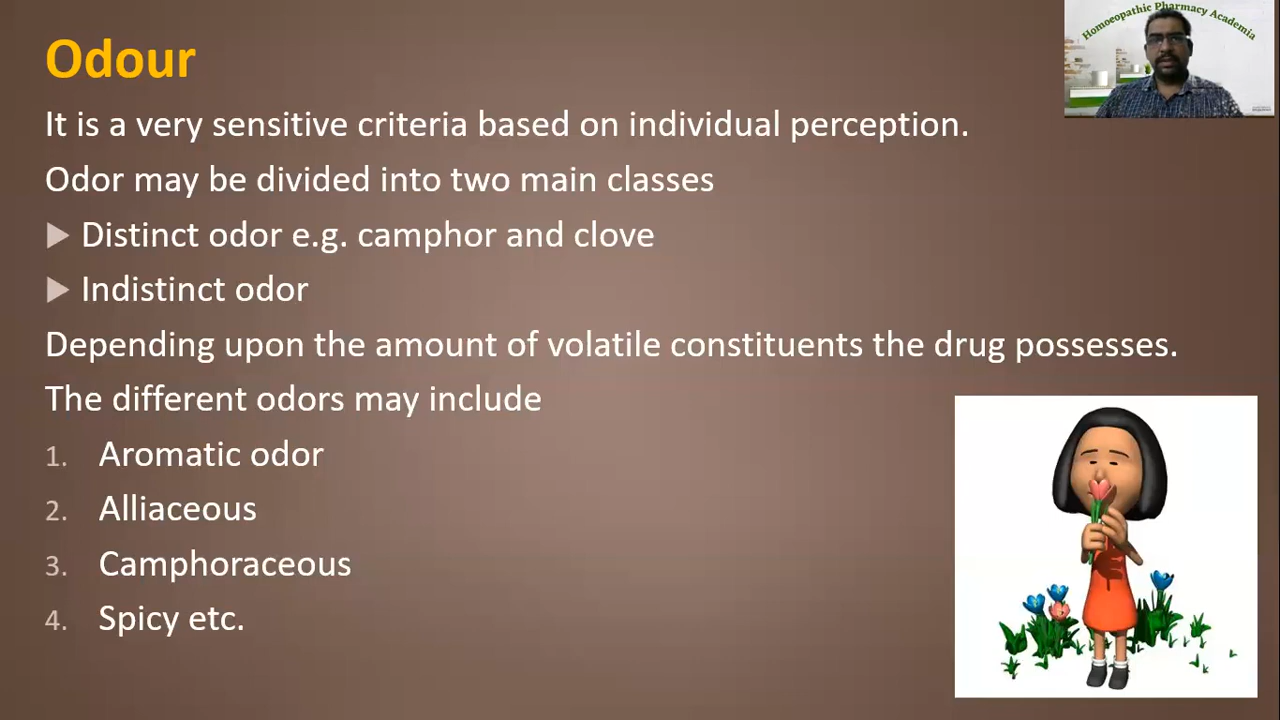 Homoeopathic Pharmacy Academia
Odour
It is a very sensitive criteria based on individual perception.
Odor may be divided into two main classes
Distinct odor e.g. camphor and clove
Indistinct odor
Depending upon the amount of volatile constituents the drug possesses.
The different odors may include
1. Aromatic odor
2. Alliaceous
3. Camphoraceous
4. Spicy etc.